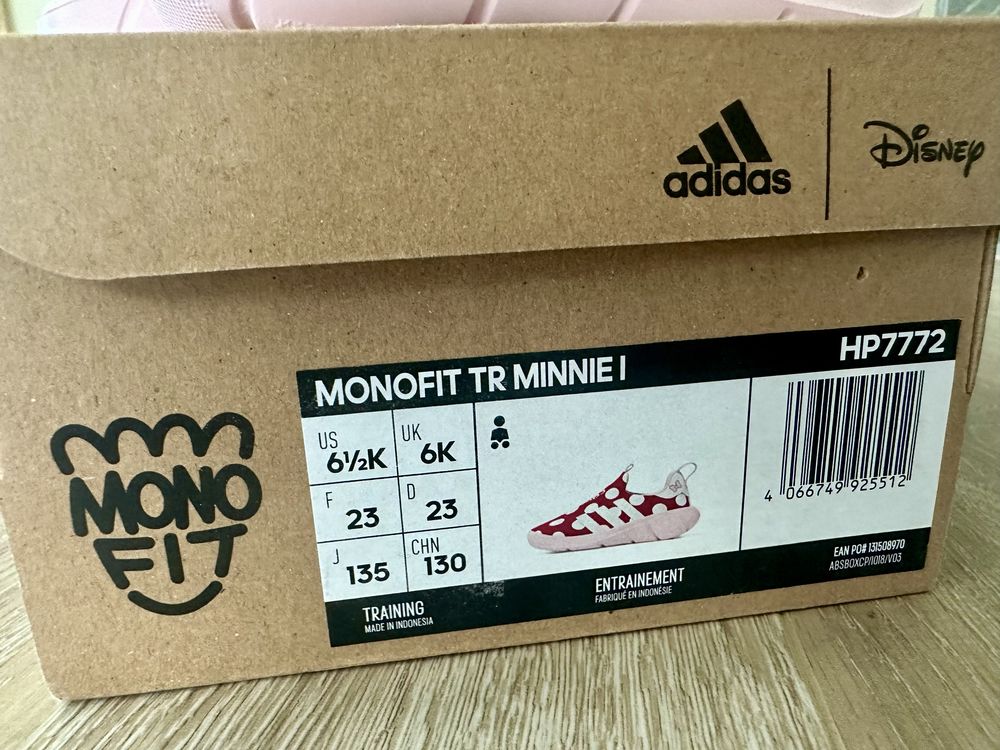 adidas
Disney
MONOFIT TR MINNIE I
HP7772
US
6½K
UK
6K
F
23
D
23
J
135
CHN
130
4 066749 925512
TRAINING
MADE IN INDONESIA
ENTRAINEMENT
FABRIQUÉ EN INDONÉSIE
EAN PO# 131508970
ABSBOXCP/1018/V03
MONO
FIT